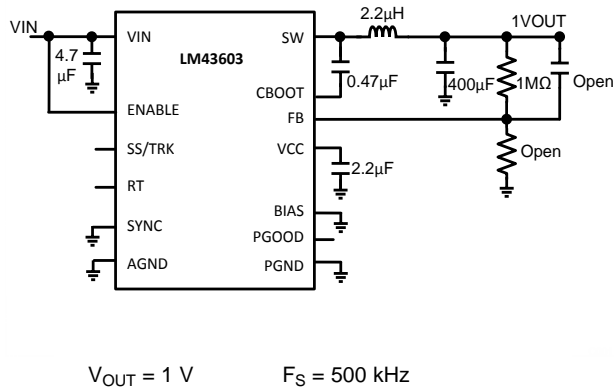 VIN
VIN
SW
2.2µH
1VOUT
4.7
µF
LM43603
0.47µF
400µF
1MΩ
Open
CBOOT
ENABLE
FB
SS/TRK
VCC
Open
2.2µF
RT
BIAS
SYNC
PGOOD
AGND
PGND
VOUT = 1 V
FS = 500 kHz